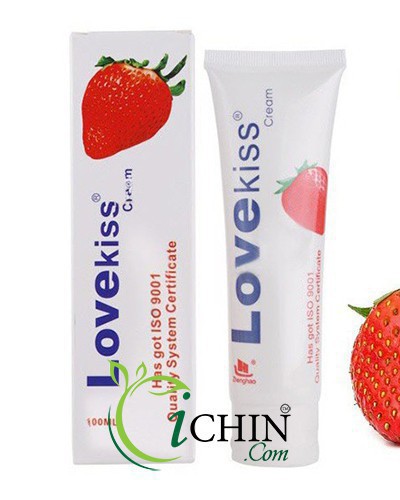 Lovekiss®
Cream
Has got ISO 9001
Quality System Certificate
100ML
Lovekiss®
Cream
Has got ISO 9001
Quality System Certificate
Zhenghao ®
iCHIN™
.Com